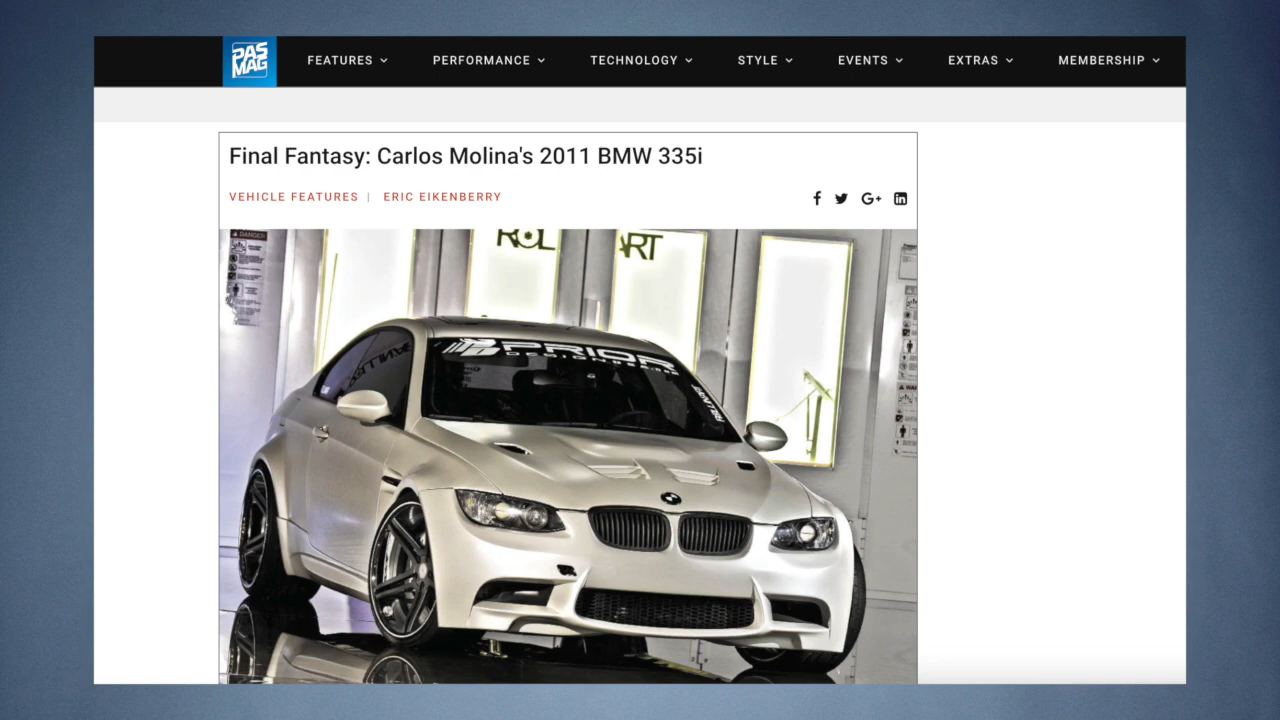 PAS
MAG
FEATURES
PERFORMANCE
TECHNOLOGY
STYLE
EVENTS
EXTRAS
MEMBERSHIP
Final Fantasy: Carlos Molina's 2011 BMW 335i
VEHICLE FEATURES | ERIC EIKENBERRY
DANGER
PRIOR